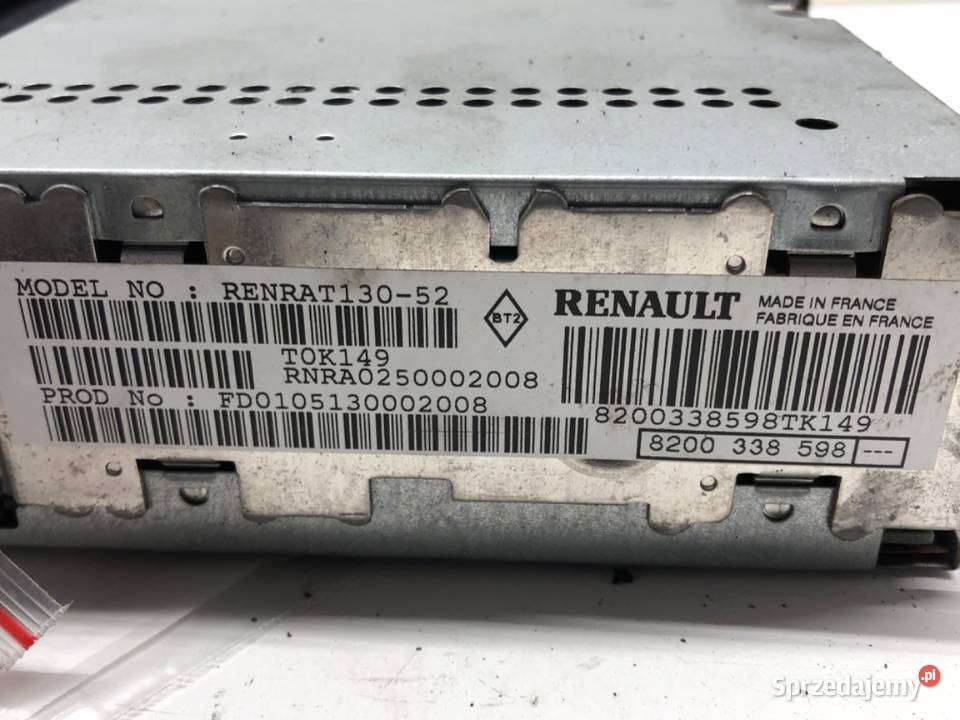 MODEL NO : RENRAT130-52
BT2
RENAULT
MADE IN FRANCE
FABRIQUE EN FRANCE
T0K149
RNRA0250002008
PROD No : FD0105130002008
8200338598TK149
8200 338 598 ---
Sprzedajemy.pl